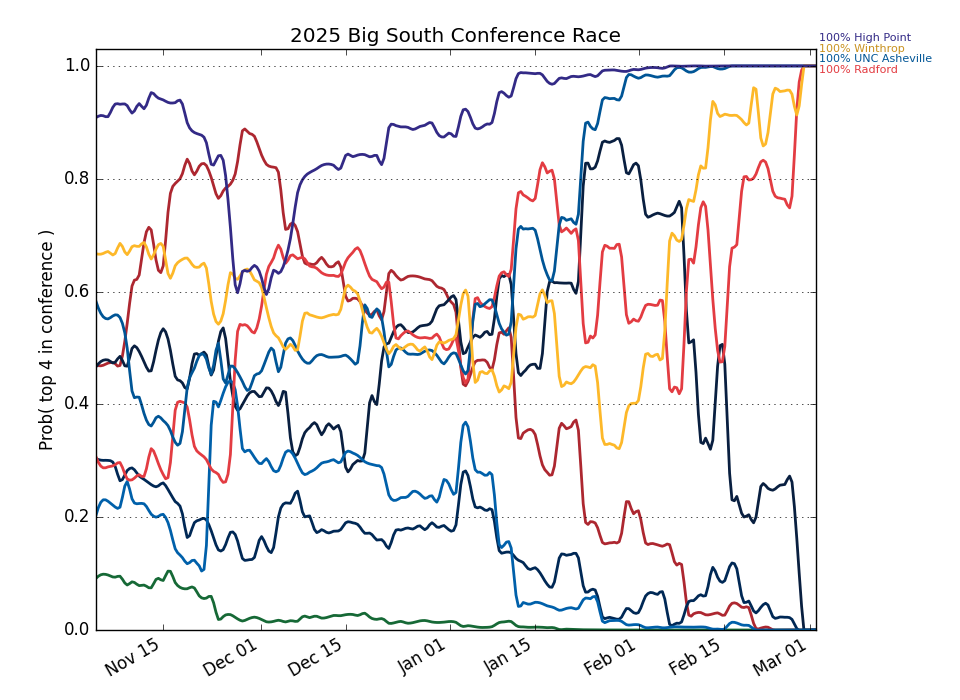 2025 Big South Conference Race
100% High Point
100% Winthrop
100% UNC Asheville
100% Radford
Prob( top 4 in conference )
1.0
0.8
0.6
0.4
0.2
0.0
Nov 15
Dec 01
Dec 15
Jan 01
Jan 15
Feb 01
Feb 15
Mar 01